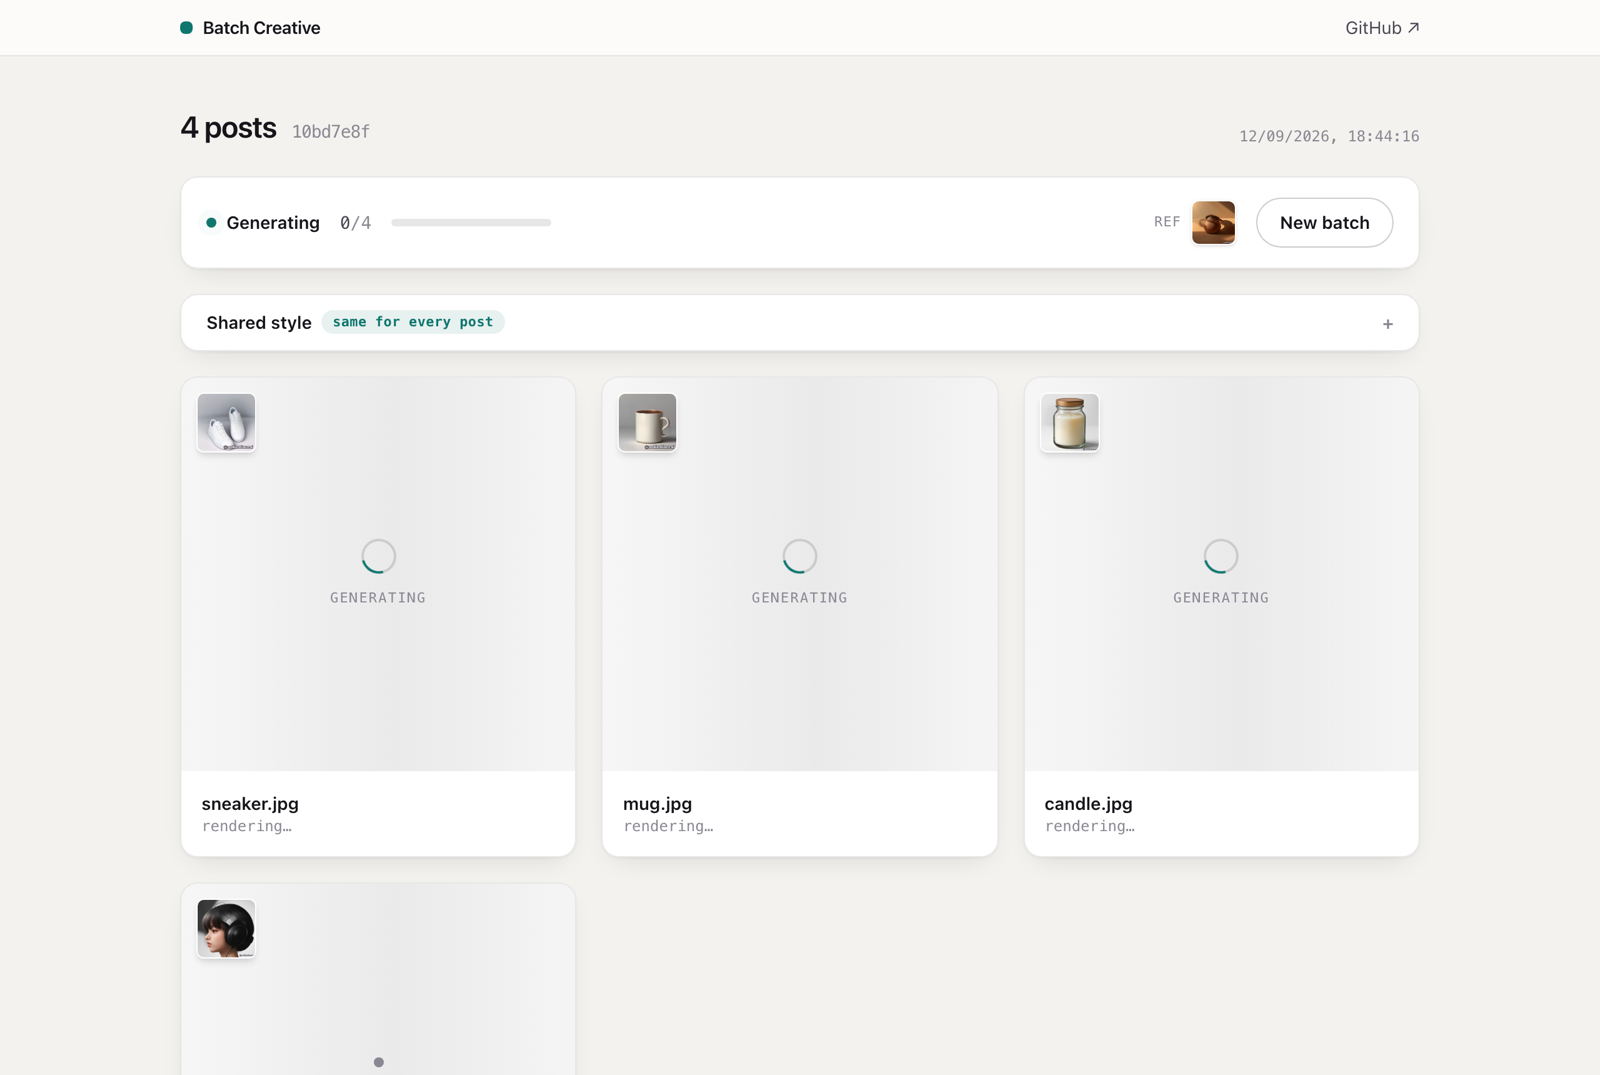 Batch Creative
GitHub ↗
4 posts 10bd7e8f
12/09/2026, 18:44:16
Generating 0/4
REF
New batch
Shared style same for every post
+
GENERATING
GENERATING
GENERATING
sneaker.jpg
rendering…
mug.jpg
rendering…
candle.jpg
rendering…